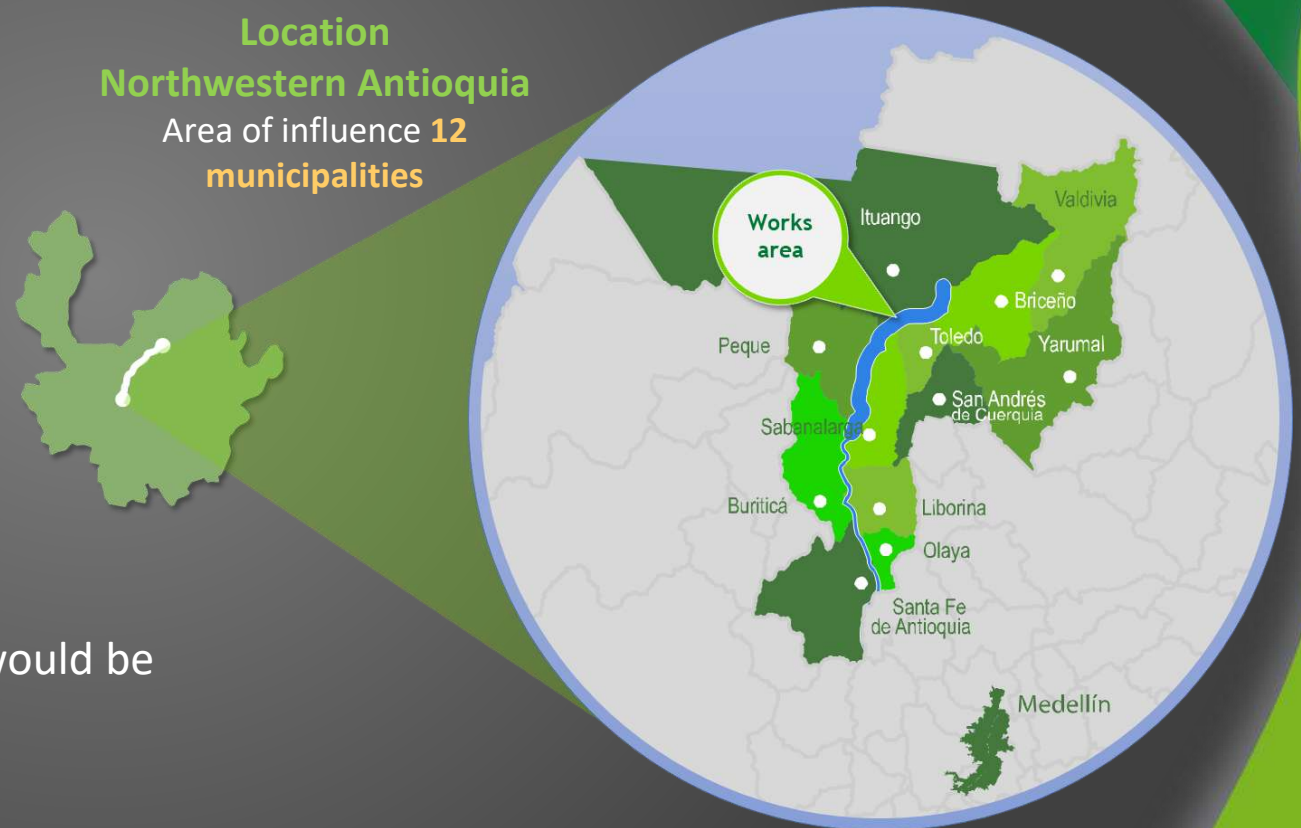 Location
Northwestern Antioquia
Area of influence 12
municipalities
Works
area
Ituango
Valdivia
Briceño
Toledo
Yarumal
Peque
San Andrés
de Cuerquia
Sabanalarga
Buriticá
Liborina
Olaya
Santa Fe
de Antioquia
would be
Medellín